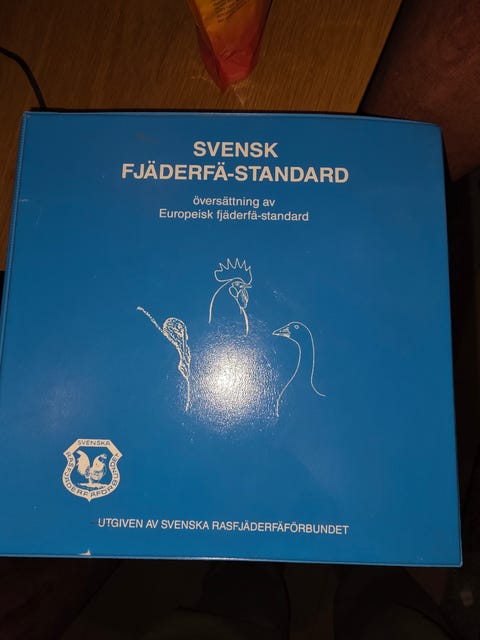 SVENSK
FJÄDERFÄ-STANDARD
översättning av
Europeisk fjäderfä-standard
SVENSKA
RASFJÄDERFÄFÖRBUNDET
UTGIVEN AV SVENSKA RASFJÄDERFÄFÖRBUNDET